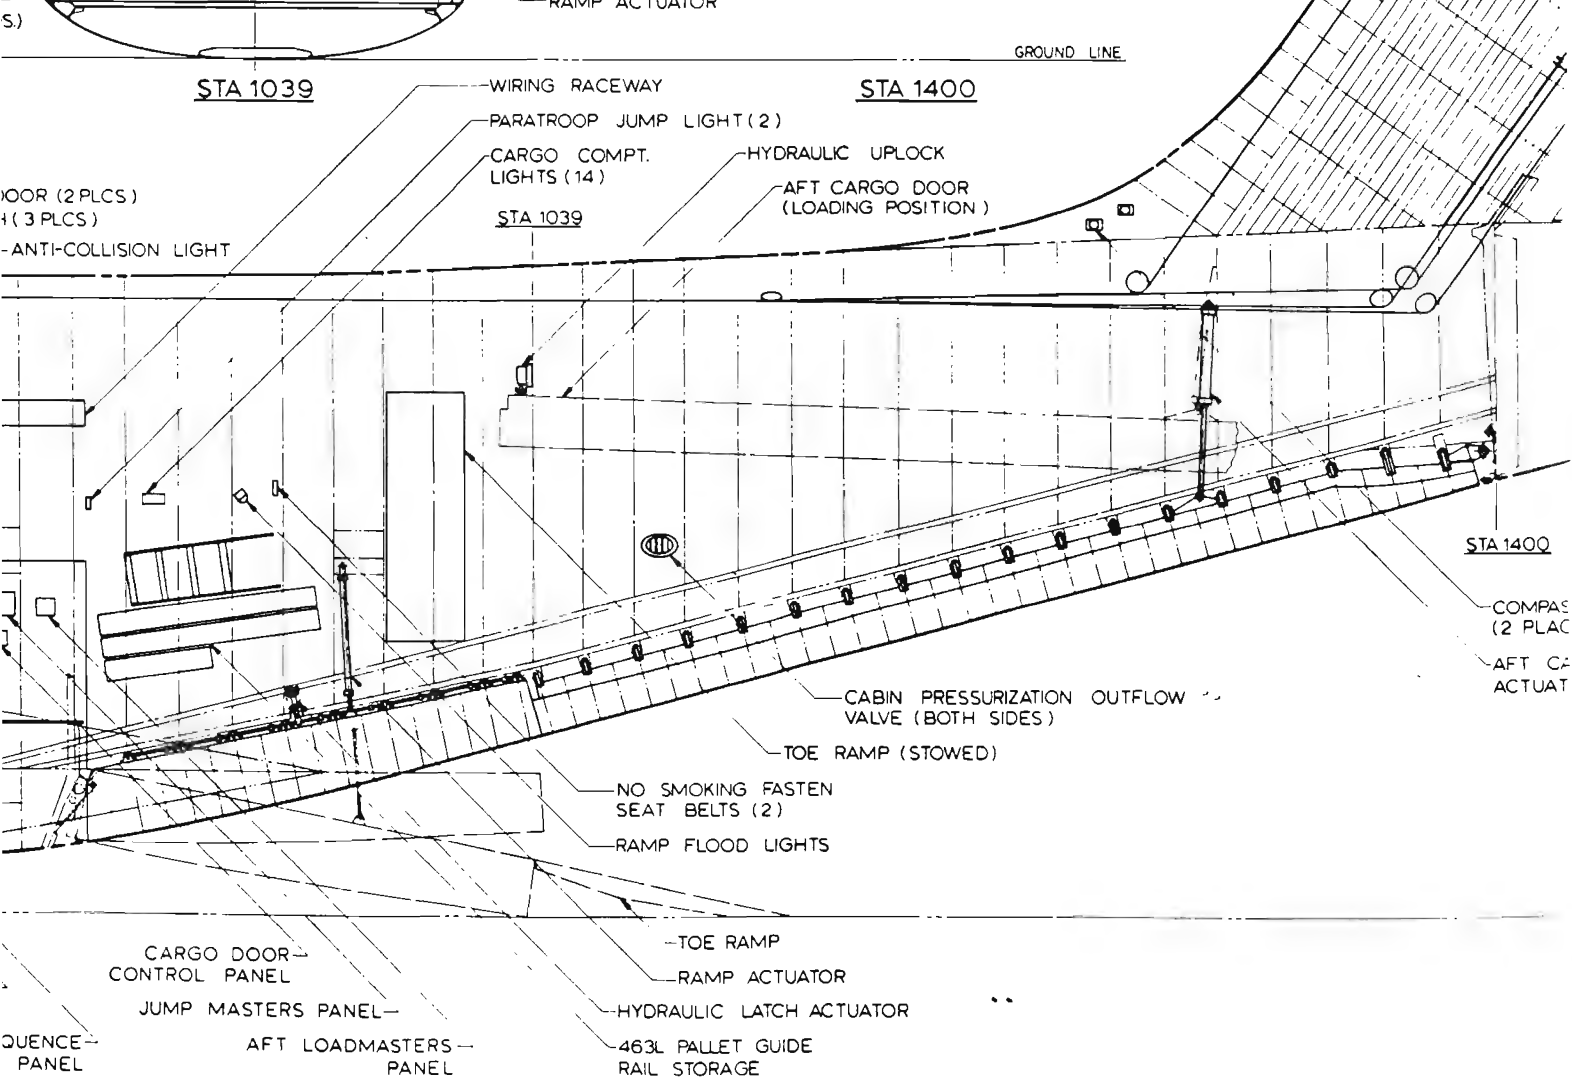 S.)
RAMP ACTUATOR
GROUND LINE
STA 1039
STA 1400
WIRING RACEWAY
PARATROOP JUMP LIGHT (2)
CARGO COMPT.
LIGHTS (14)
HYDRAULIC UPLOCK
AFT CARGO DOOR
(LOADING POSITION)
OOR (2 PLCS)
(3 PLCS)
STA 1039
ANTI-COLLISION LIGHT
STA 1400
COMPAS
(2 PLAC
AFT CA
ACTUAT
CABIN PRESSURIZATION OUTFLOW
VALVE (BOTH SIDES)
TOE RAMP (STOWED)
NO SMOKING FASTEN
SEAT BELTS (2)
RAMP FLOOD LIGHTS
TOE RAMP
CARGO DOOR
CONTROL PANEL
RAMP ACTUATOR
JUMP MASTERS PANEL
HYDRAULIC LATCH ACTUATOR
QUENCE
PANEL
AFT LOADMASTERS
PANEL
463L PALLET GUIDE
RAIL STORAGE